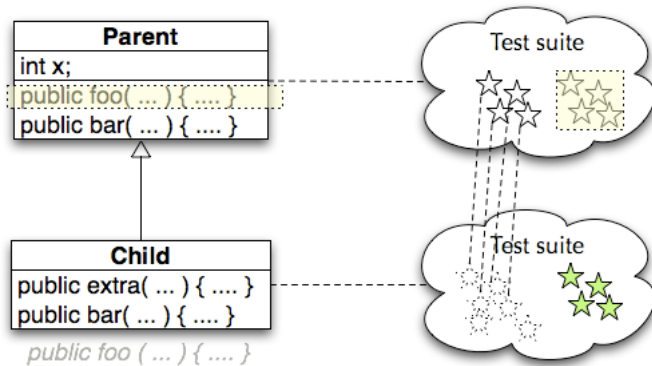 Parent
int x;
public foo( ... ) { .... }
public bar( ... ) { .... }
Test suite
Child
public extra( ... ) { .... }
public bar( ... ) { .... }
public foo ( ... ) { .... }
Test suite